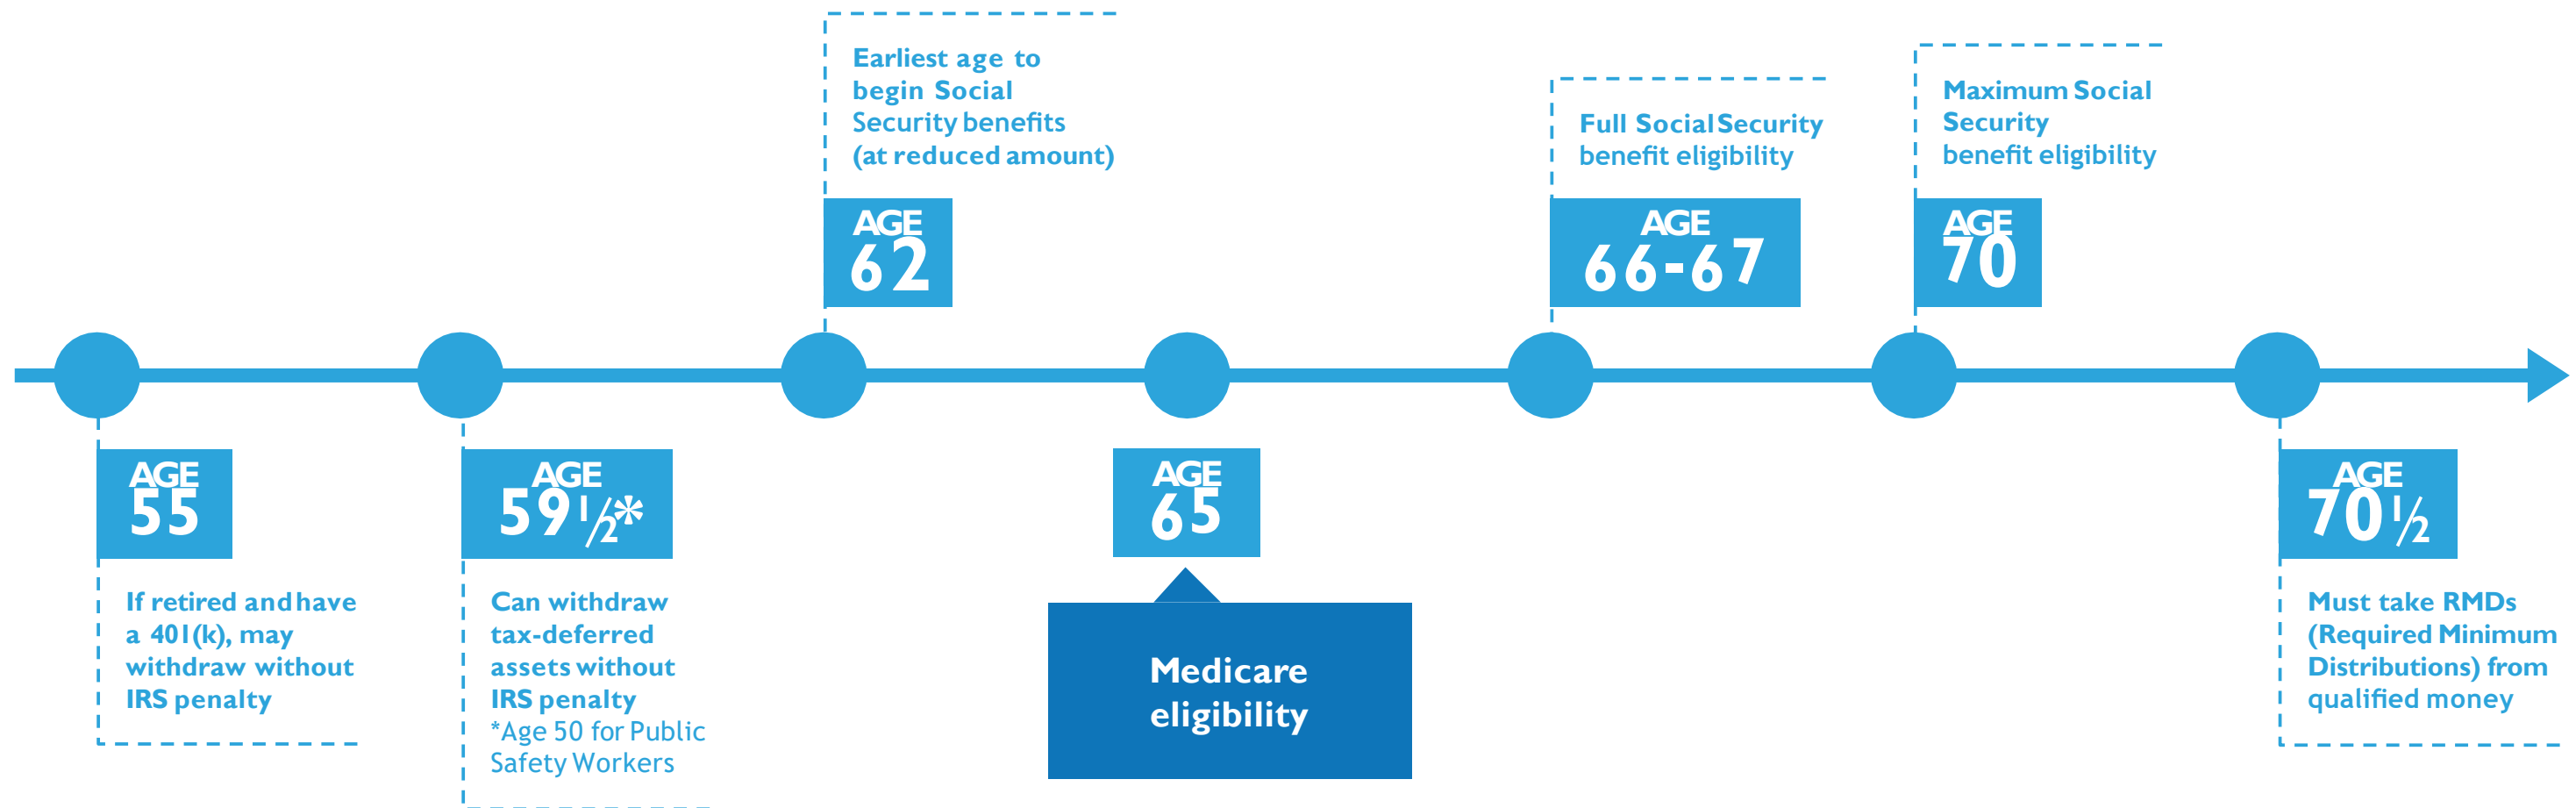 Earliest age to
begin Social
Security benefits
(at reduced amount)
AGE
62
Full Social Security
benefit eligibility
AGE
66-67
Maximum Social
Security
benefit eligibility
AGE
70
AGE
55
If retired and have
a 401(k), may
withdraw without
IRS penalty
AGE
59½*
Can withdraw
tax-deferred
assets without
IRS penalty
*Age 50 for Public
Safety Workers
AGE
65
Medicare
eligibility
AGE
70½
Must take RMDs
(Required Minimum
Distributions) from
qualified money